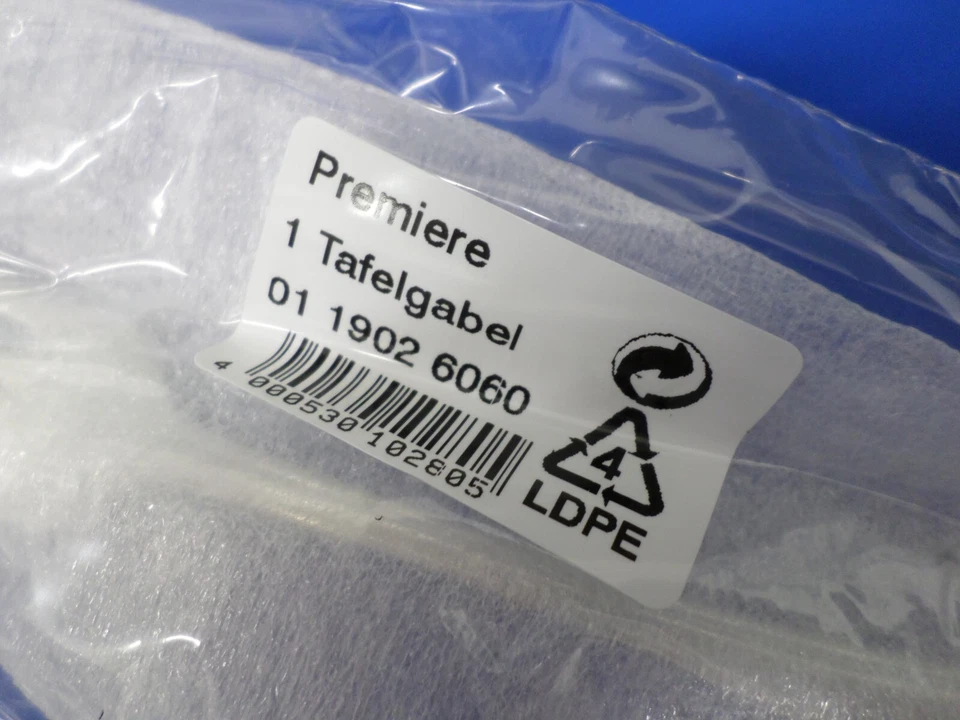 Premiere
1 Tafelgabel
01 1902 6060
4 000530 102805
4
LDPE